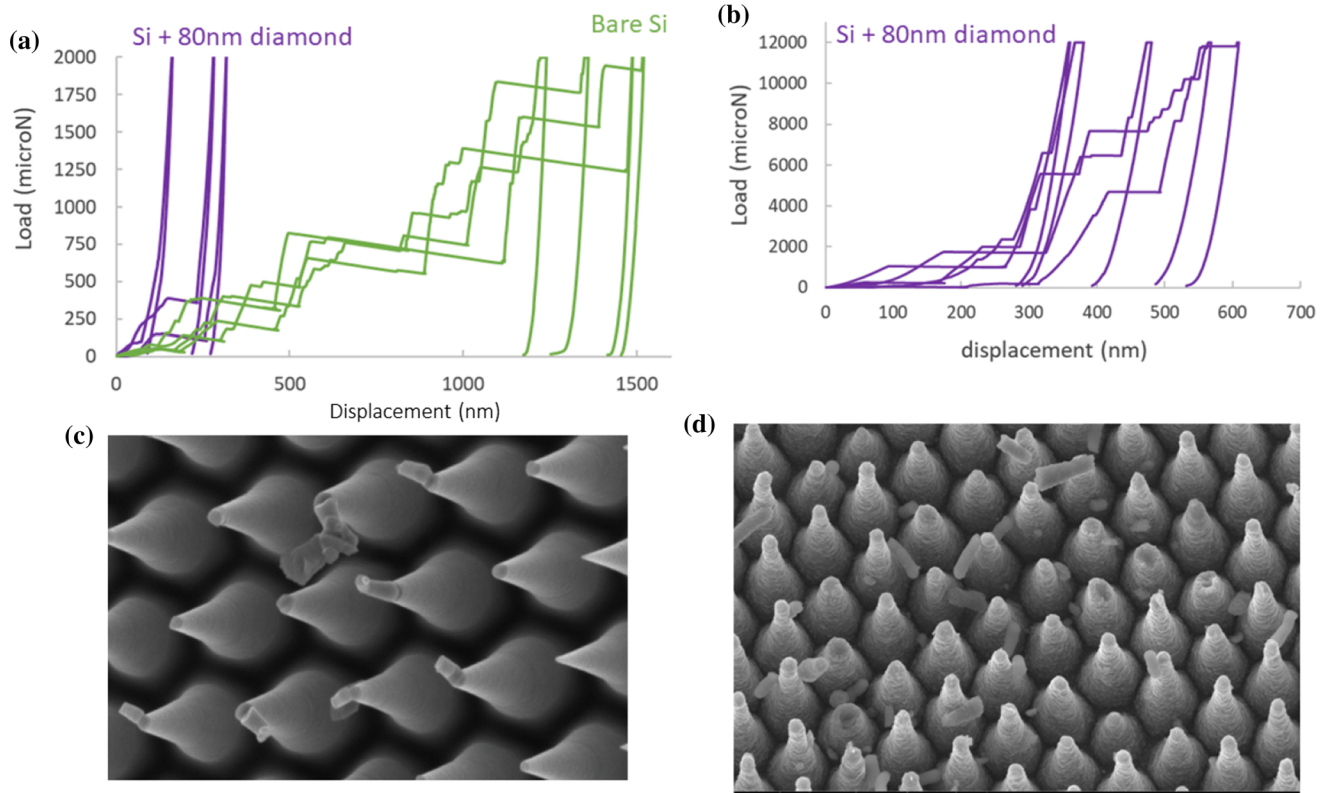 (a)
Si + 80nm diamond
Bare Si
2000
1750
1500
1250
1000
750
500
250
0
Load (microN)
0 500 1000 1500
Displacement (nm)
(b)
Si + 80nm diamond
12000
10000
8000
6000
4000
2000
0
Load (microN)
0 100 200 300 400 500 600 700
displacement (nm)
(c)
(d)